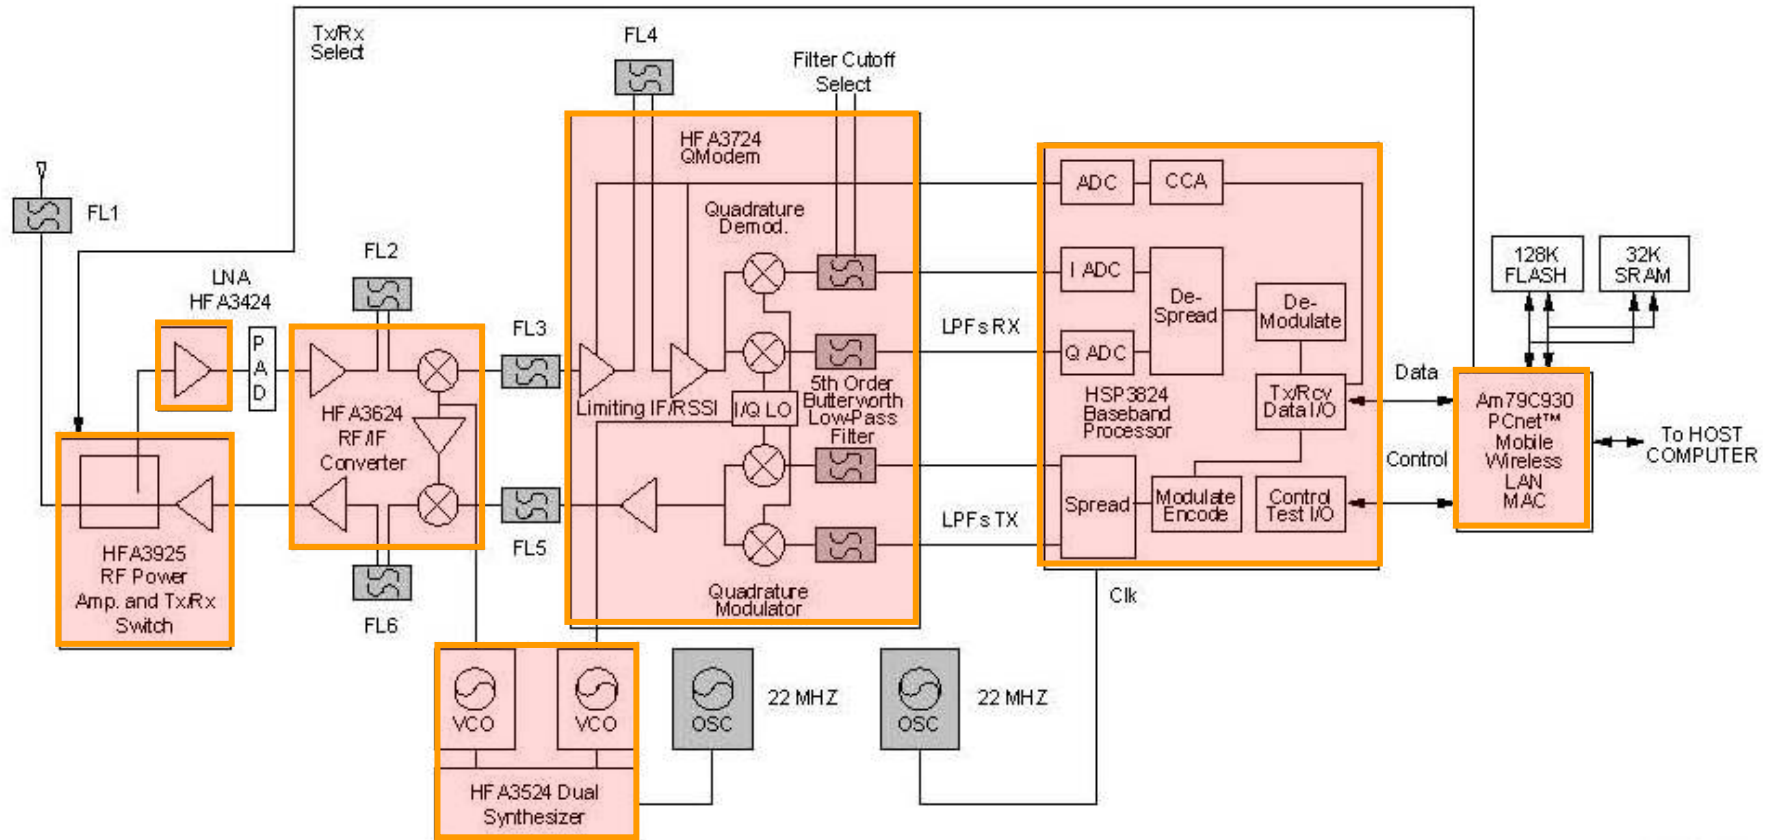 Tx/Rx
Select
FL4
Filter Cutoff
Select
HFA3724
QModem
FL1
Quadrature
Demod.
ADC
CCA
LNA
HFA3424
FL2
FL3
I ADC
De-
Spread
De-
Modulate
128K
FLASH
32K
SRAM
P
A
D
LPFs RX
Q ADC
HFA3624
RF/IF
Converter
Limiting IF/RSSI
I/Q LO
5th Order
Butterworth
Low-Pass
Filter
HSP3824
Baseband
Processor
Tx/Rcv
Data I/O
Data
Control
Am79C930
PCnet™
Mobile
Wireless
LAN
MAC
To HOST
COMPUTER
HFA3925
RF Power
Amp. and Tx/Rx
Switch
FL5
FL6
LPFs TX
Spread
Modulate
Encode
Control
Test I/O
Quadrature
Modulator
Clk
VCO
VCO
OSC
22 MHZ
OSC
22 MHZ
HFA3524 Dual
Synthesizer